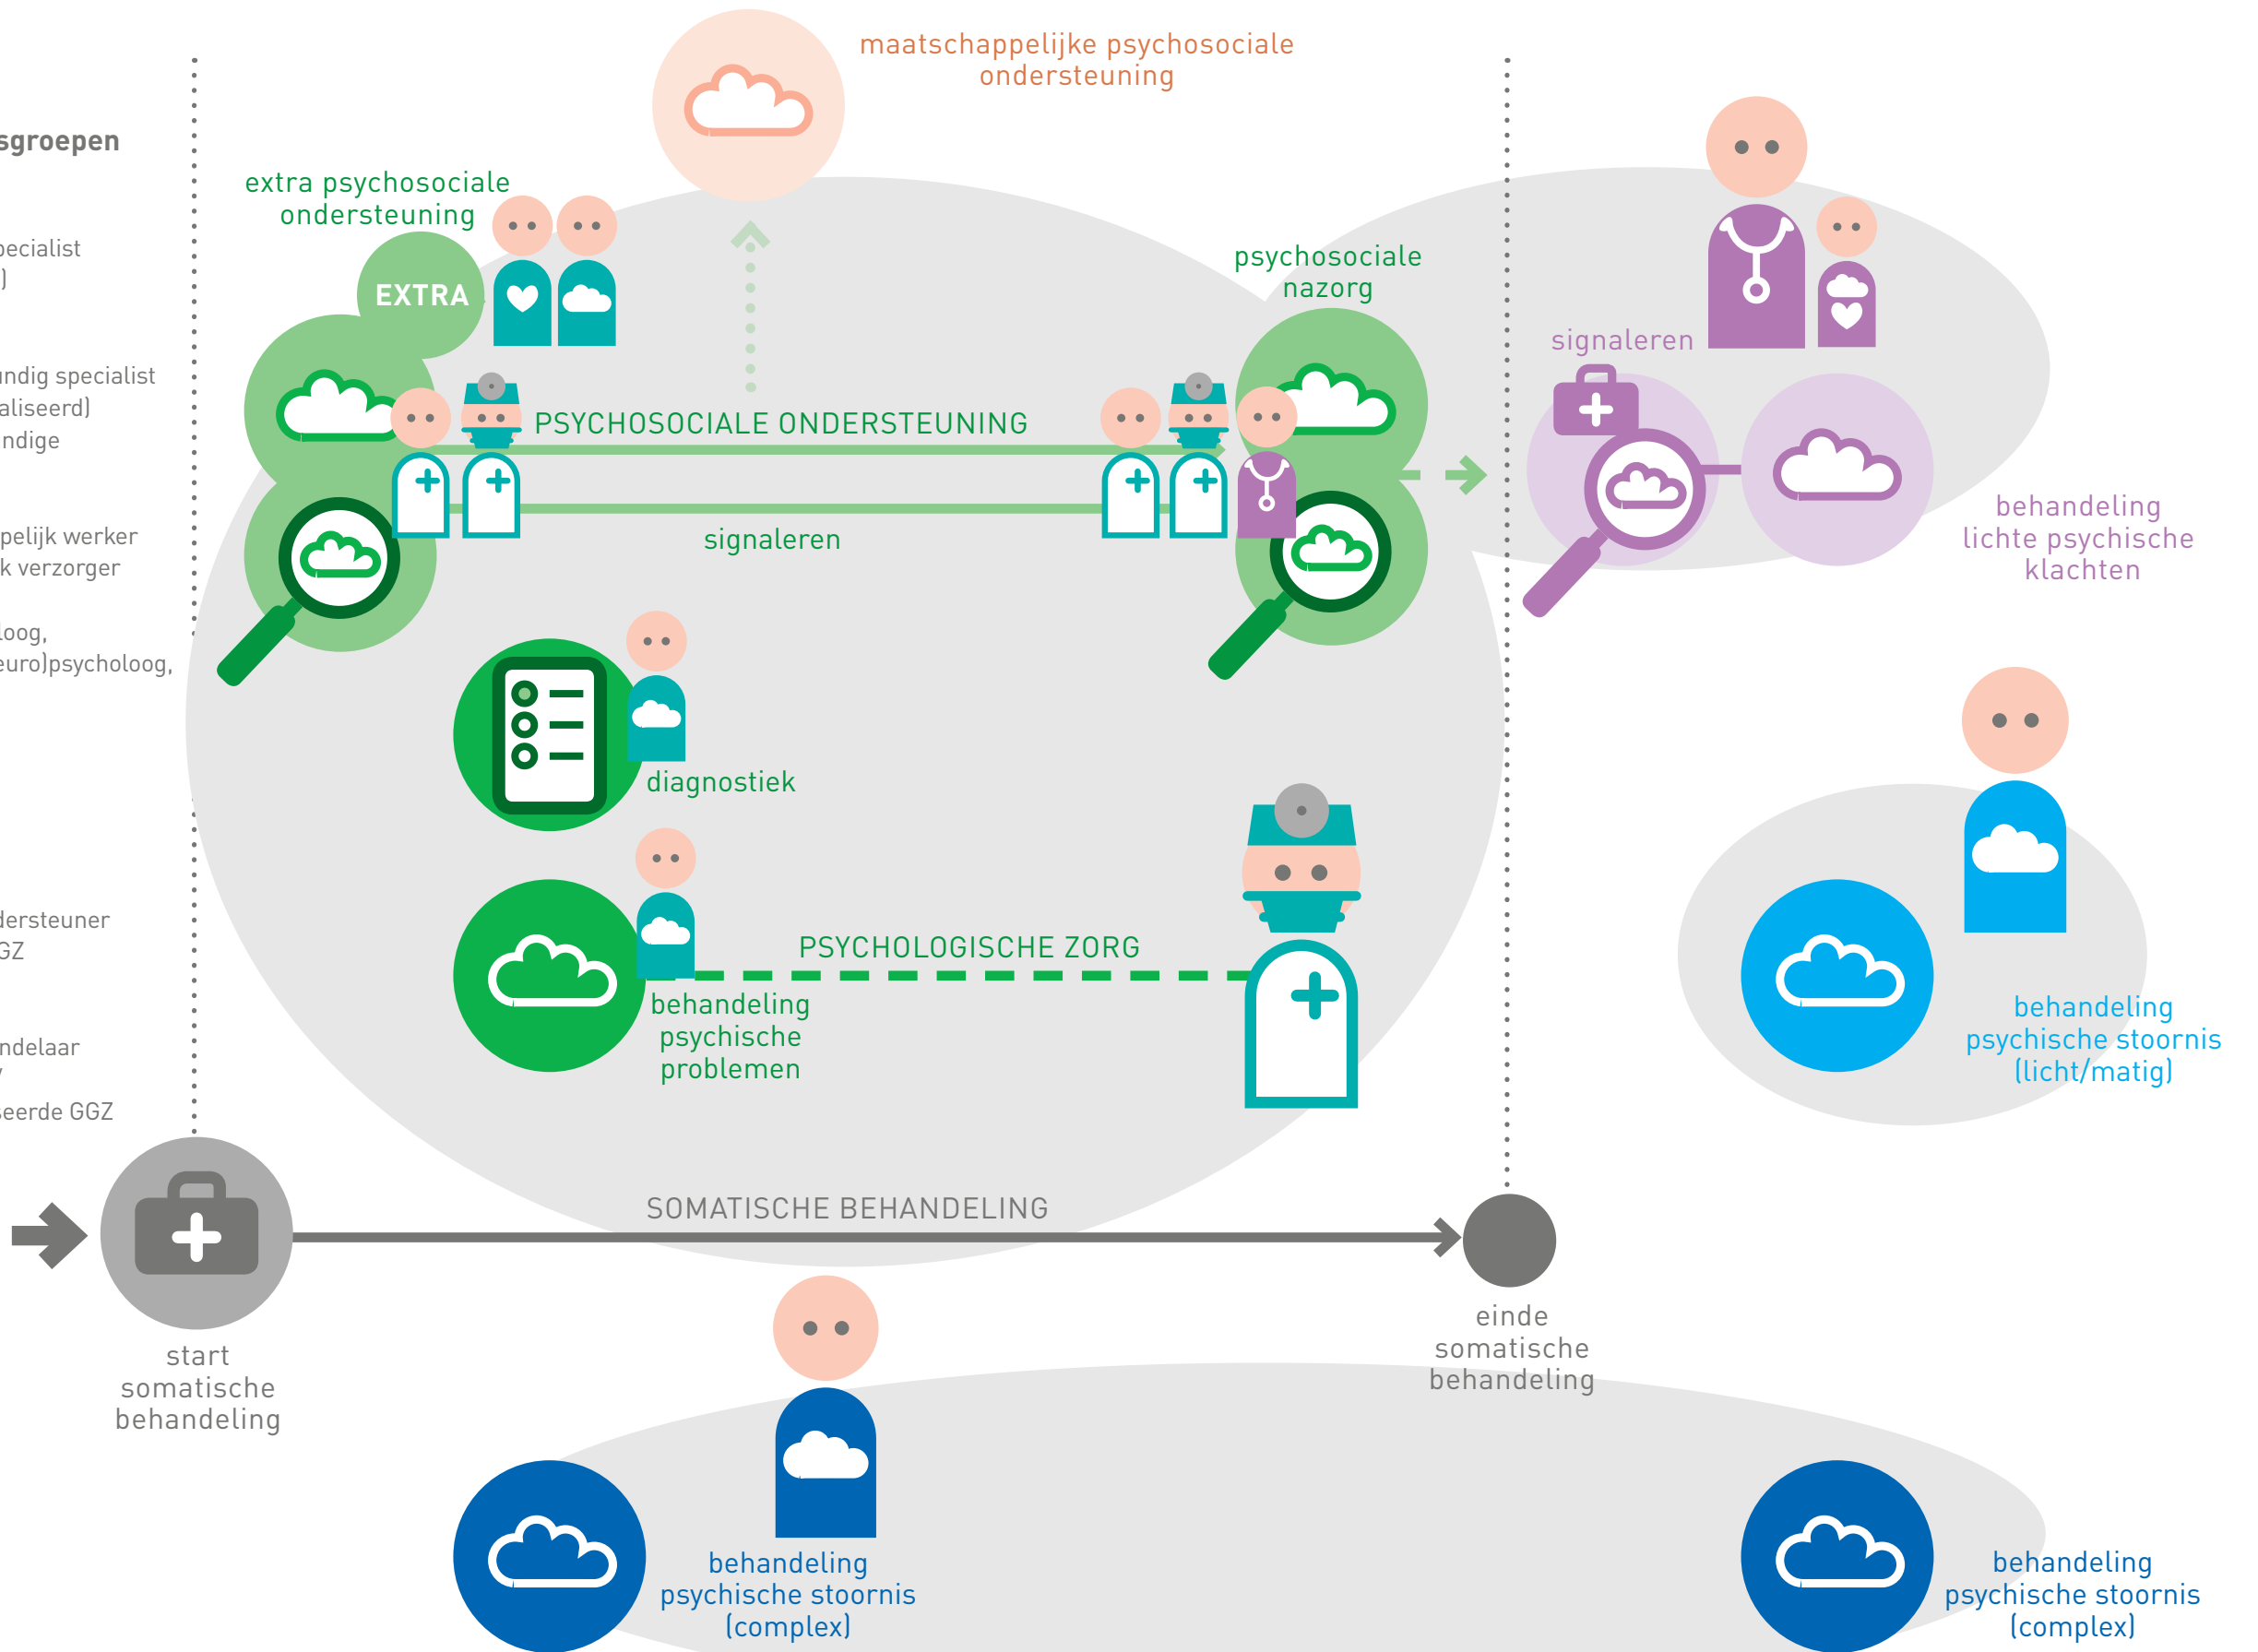 sgroepen
pecialist
)
undig specialist
aliseerd)
ndige
pelijk werker
k verzorger
loog,
euro)psycholoog,
dersteuner
GZ
ndelaar
seerde GGZ
maatschappelijke psychosociale
ondersteuning
extra psychosociale
ondersteuning
EXTRA
PSYCHOSOCIALE ONDERSTEUNING
signaleren
psychosociale
nazorg
signaleren
behandeling
lichte psychische
klachten
diagnostiek
PSYCHOLOGISCHE ZORG
behandeling
psychische
problemen
behandeling
psychische stoornis
(licht/matig)
SOMATISCHE BEHANDELING
start
somatische
behandeling
einde
somatische
behandeling
behandeling
psychische stoornis
(complex)
behandeling
psychische stoornis
(complex)